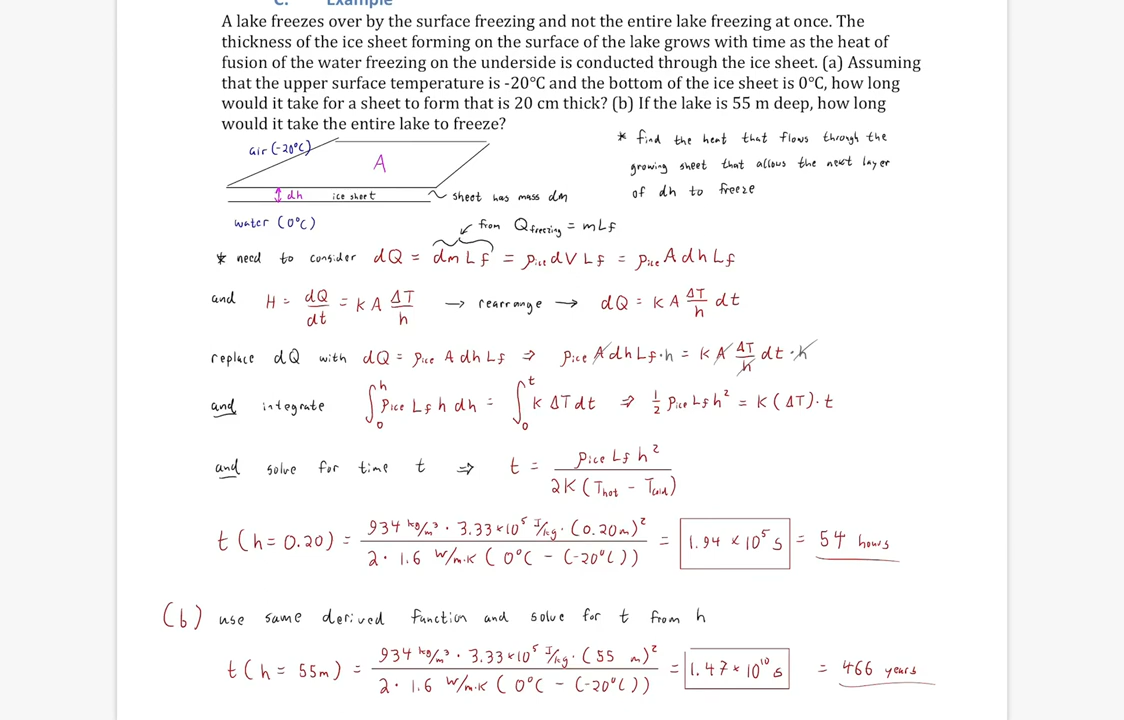 C. Example
A lake freezes over by the surface freezing and not the entire lake freezing at once. The
thickness of the ice sheet forming on the surface of the lake grows with time as the heat of
fusion of the water freezing on the underside is conducted through the ice sheet. (a) Assuming
that the upper surface temperature is -20°C and the bottom of the ice sheet is 0°C, how long
would it take for a sheet to form that is 20 cm thick? (b) If the lake is 55 m deep, how long
would it take the entire lake to freeze?
* find the heat that flows through the
growing sheet that allows the next layer
of dh to freeze
air (-20°C)
A
dh ice sheet
sheet has mass dm
water (0°C)
from Q freezing = mLf
* need to consider dQ = dm Lf = ρice dV Lf = ρice A dh Lf
and H = dQ/dt = K A ΔT/h → rearrange → dQ = K A ΔT/h dt
replace dQ with dQ = ρice A dh Lf ⇒ ρice A dh Lf·h = K A ΔT/h dt · h
and integrate ∫₀ʰ ρice Lf h dh = ∫₀ᵗ K ΔT dt ⇒ ½ ρice Lf h² = K (ΔT)· t
and solve for time t ⇒ t = ρice Lf h² / 2K (Thot - Tcold)
t (h = 0.20) = 934 kg/m³ · 3.33×10⁵ J/kg · (0.20m)² / 2 · 1.6 W/m·K (0°C - (-20°C)) = 1.94 × 10⁵ s = 54 hours
(b) use same derived function and solve for t from h
t (h = 55m) = 934 kg/m³ · 3.33×10⁵ J/kg · (55 m)² / 2 · 1.6 W/m·K (0°C - (-20°C)) = 1.47 × 10¹⁰ s = 466 years